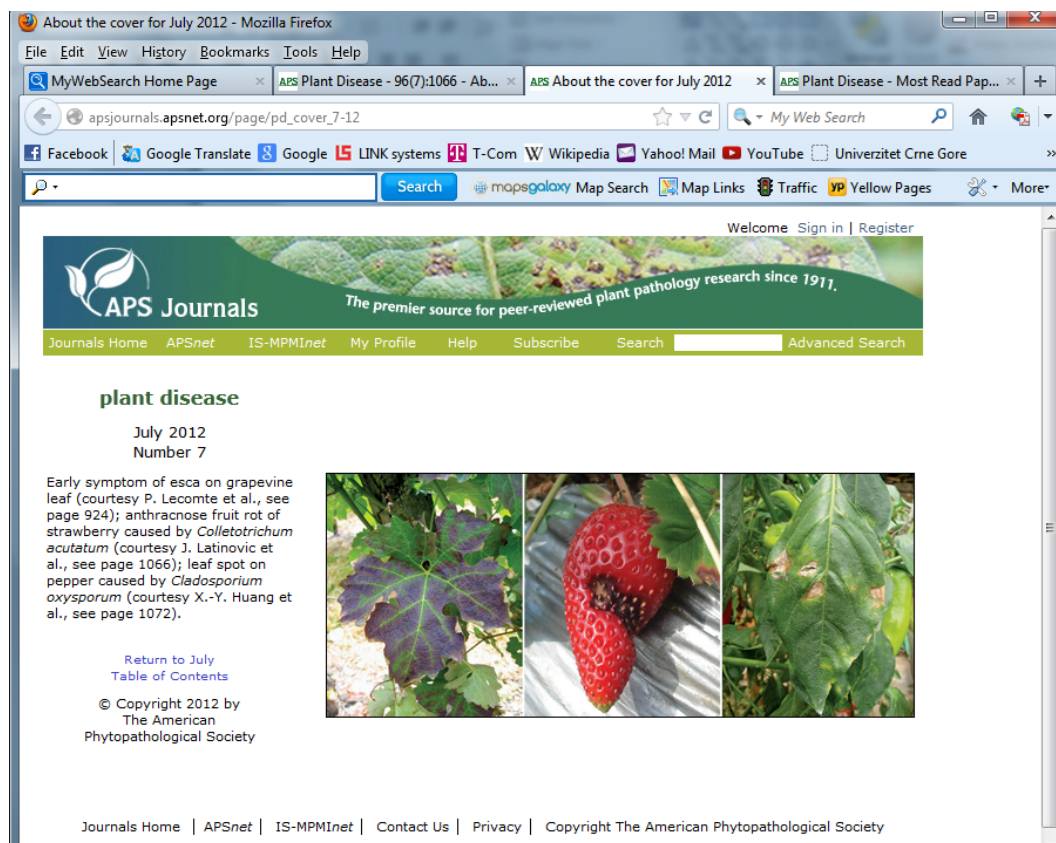 About the cover for July 2012 - Mozilla Firefox
File Edit View History Bookmarks Tools Help
MyWebSearch Home Page APS Plant Disease - 96(7):1066 - Ab... APS About the cover for July 2012 APS Plant Disease - Most Read Pap...
apsjournals.apsnet.org/page/pd_cover_7-12 My Web Search
Facebook Google Translate Google LINK systems T-Com Wikipedia Yahoo! Mail YouTube Univerzitet Crne Gore
Search mapsgalaxy Map Search Map Links Traffic YP Yellow Pages More
Welcome Sign in | Register
APS Journals
The premier source for peer-reviewed plant pathology research since 1911.
Journals Home APSnet IS-MPMInet My Profile Help Subscribe Search Advanced Search
plant disease
July 2012
Number 7
Early symptom of esca on grapevine
leaf (courtesy P. Lecomte et al., see
page 924); anthracnose fruit rot of
strawberry caused by Colletotrichum
acutatum (courtesy J. Latinovic et
al., see page 1066); leaf spot on
pepper caused by Cladosporium
oxysporum (courtesy X.-Y. Huang et
al., see page 1072).
Return to July
Table of Contents
© Copyright 2012 by
The American
Phytopathological Society
Journals Home | APSnet | IS-MPMInet | Contact Us | Privacy | Copyright The American Phytopathological Society